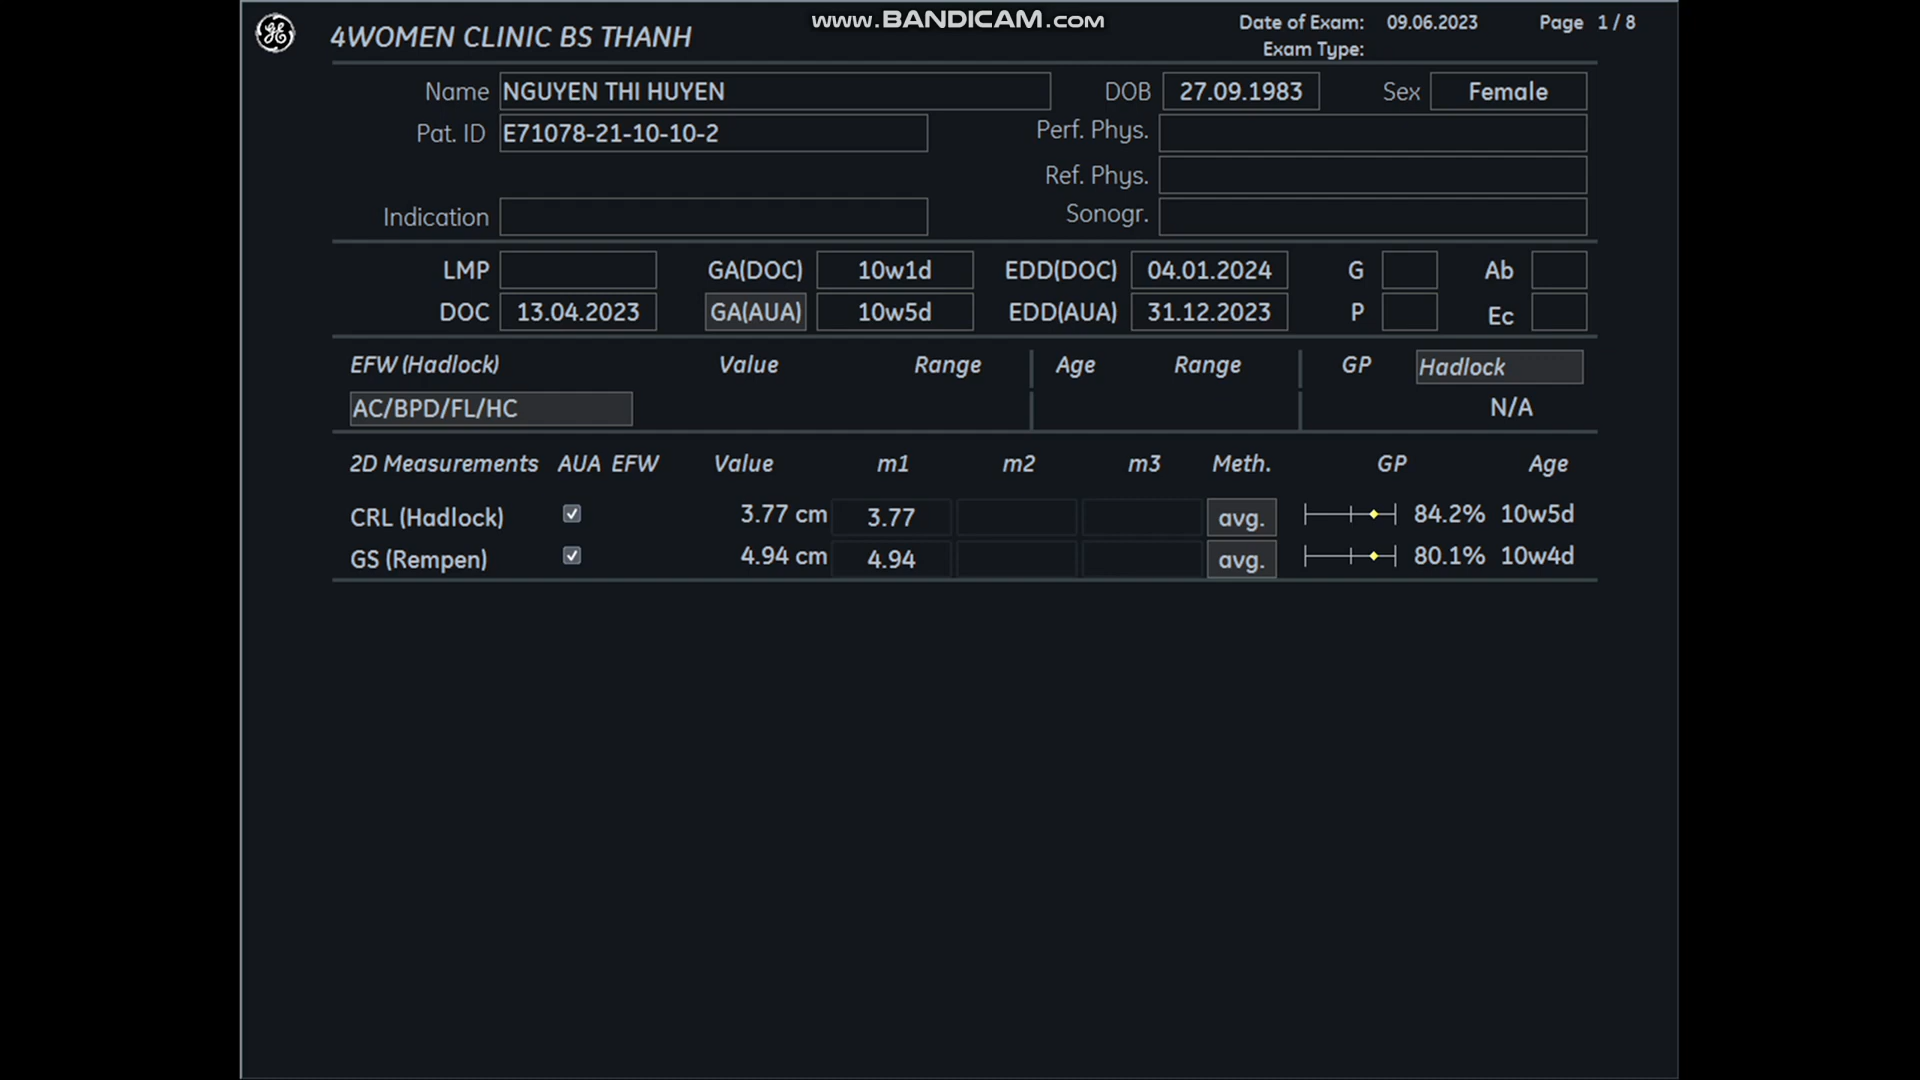 www.BANDICAM.com
4WOMEN CLINIC BS THANH
Date of Exam: 09.06.2023 Page 1 / 8
Exam Type:
Name NGUYEN THI HUYEN DOB 27.09.1983 Sex Female
Pat. ID E71078-21-10-10-2 Perf. Phys.
Ref. Phys.
Indication Sonogr.
LMP GA(DOC) 10w1d EDD(DOC) 04.01.2024 G Ab
DOC 13.04.2023 GA(AUA) 10w5d EDD(AUA) 31.12.2023 P Ec
EFW (Hadlock) Value Range Age Range GP Hadlock
AC/BPD/FL/HC N/A
2D Measurements AUA EFW Value m1 m2 m3 Meth. GP Age
CRL (Hadlock) 3.77 cm 3.77 avg. 84.2% 10w5d
GS (Rempen) 4.94 cm 4.94 avg. 80.1% 10w4d